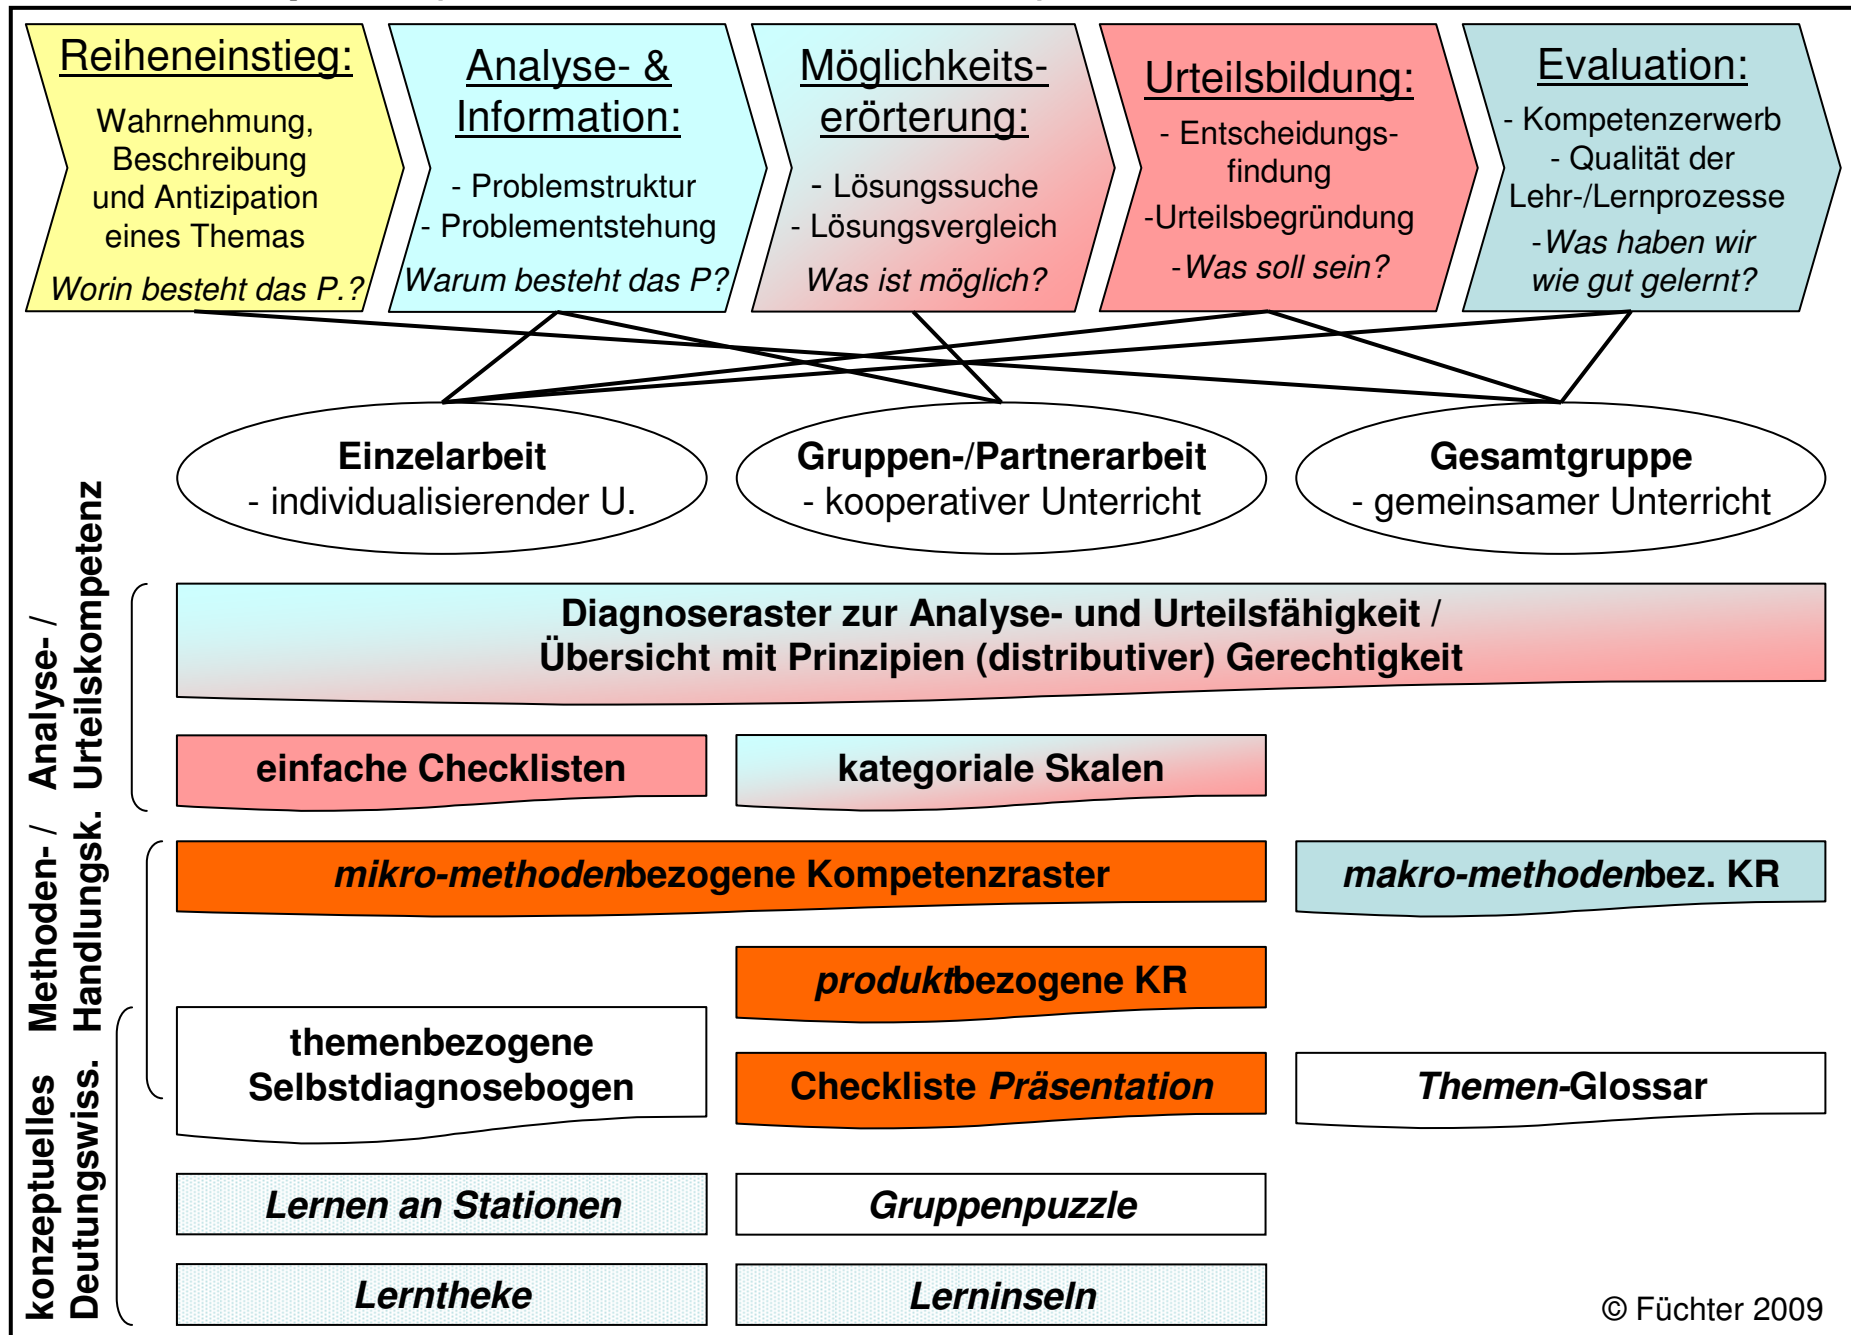 Reiheneinstieg:
Wahrnehmung,
Beschreibung
und Antizipation
eines Themas
Worin besteht das P.?
Analyse- &
Information:
- Problemstruktur
- Problementstehung
Warum besteht das P?
Möglichkeits-
erörterung:
- Lösungssuche
- Lösungsvergleich
Was ist möglich?
Urteilsbildung:
- Entscheidungs-
findung
-Urteilsbegründung
-Was soll sein?
Evaluation:
- Kompetenzerwerb
- Qualität der
Lehr-/Lernprozesse
-Was haben wir
wie gut gelernt?
Einzelarbeit
- individualisierender U.
Gruppen-/Partnerarbeit
- kooperativer Unterricht
Gesamtgruppe
- gemeinsamer Unterricht
Analyse- /
Urteilskompetenz
Diagnoseraster zur Analyse- und Urteilsfähigkeit /
Übersicht mit Prinzipien (distributiver) Gerechtigkeit
einfache Checklisten
kategoriale Skalen
Methoden- /
Handlungsk.
mikro-methodenbezogene Kompetenzraster
makro-methodenbez. KR
produktbezogene KR
konzeptuelles
Deutungswiss.
themenbezogene
Selbstdiagnosebogen
Checkliste Präsentation
Themen-Glossar
Lernen an Stationen
Gruppenpuzzle
Lerntheke
Lerninseln
© Füchter 2009